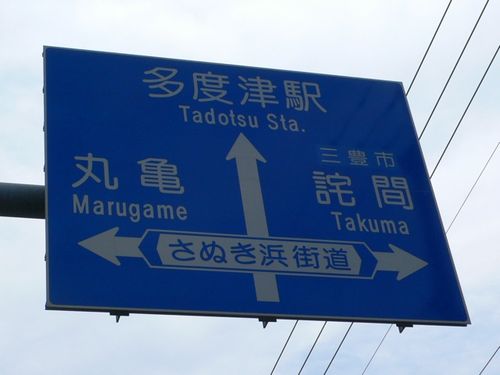 多度津駅
Tadotsu Sta.
丸亀
Marugame
三豊市
詫間
Takuma
さぬき浜街道